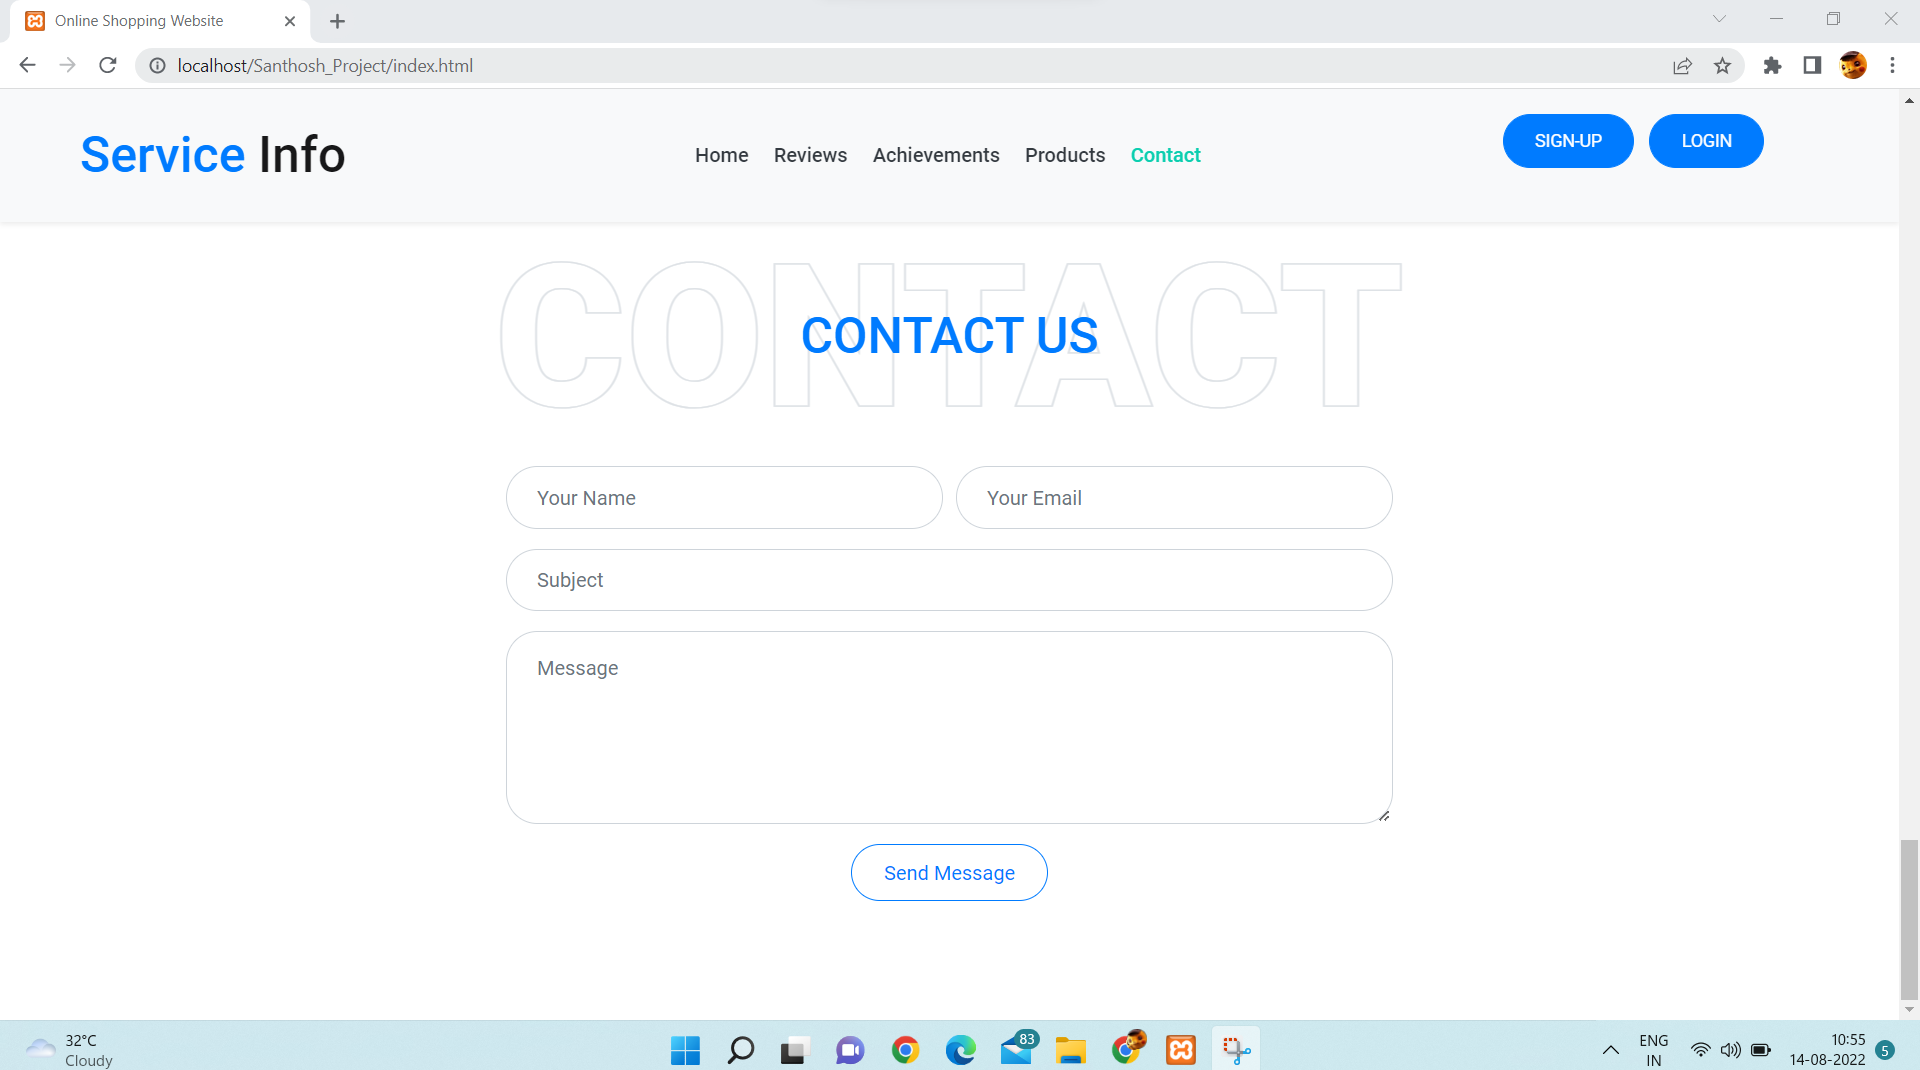 Online Shopping Website
localhost/Santhosh_Project/index.html
Service Info
Home Reviews Achievements Products Contact
SIGN-UP LOGIN
CONTACT
CONTACT US
Your Name Your Email
Subject
Message
Send Message
32°C
Cloudy
83
ENG
IN
10:55
14-08-2022
5